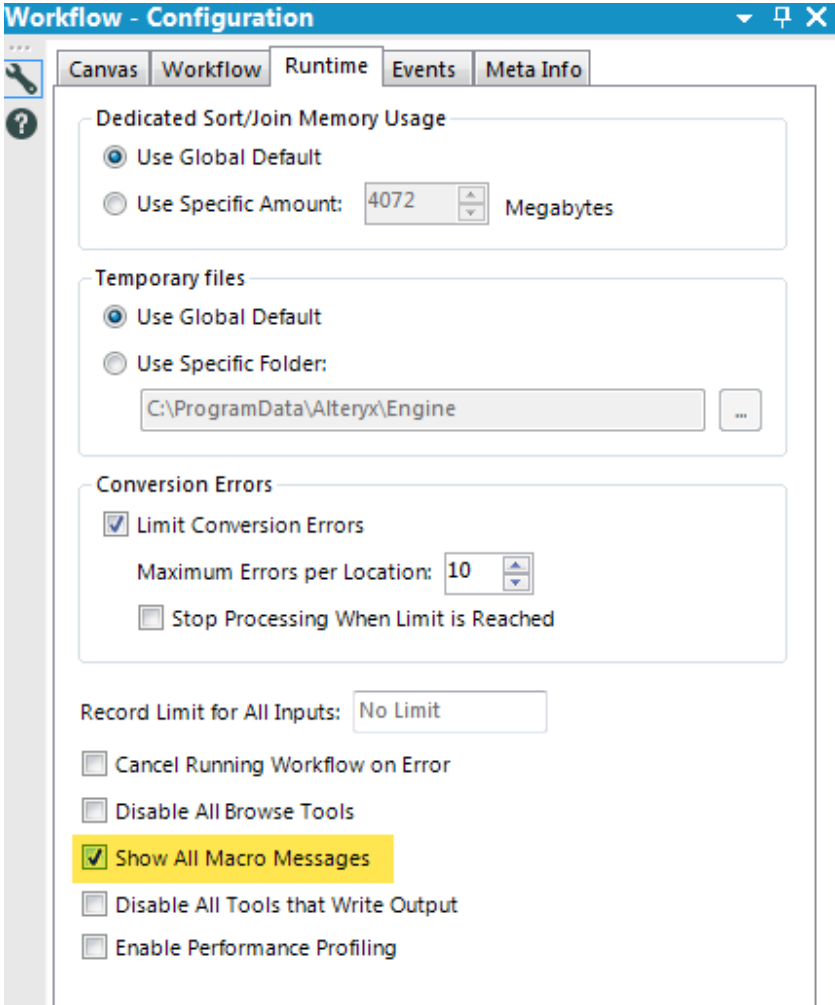 Workflow - Configuration
Canvas Workflow Runtime Events Meta Info
Dedicated Sort/Join Memory Usage
Use Global Default
Use Specific Amount: 4072 Megabytes
Temporary files
Use Global Default
Use Specific Folder:
C:\ProgramData\Alteryx\Engine ...
Conversion Errors
Limit Conversion Errors
Maximum Errors per Location: 10
Stop Processing When Limit is Reached
Record Limit for All Inputs: No Limit
Cancel Running Workflow on Error
Disable All Browse Tools
Show All Macro Messages
Disable All Tools that Write Output
Enable Performance Profiling